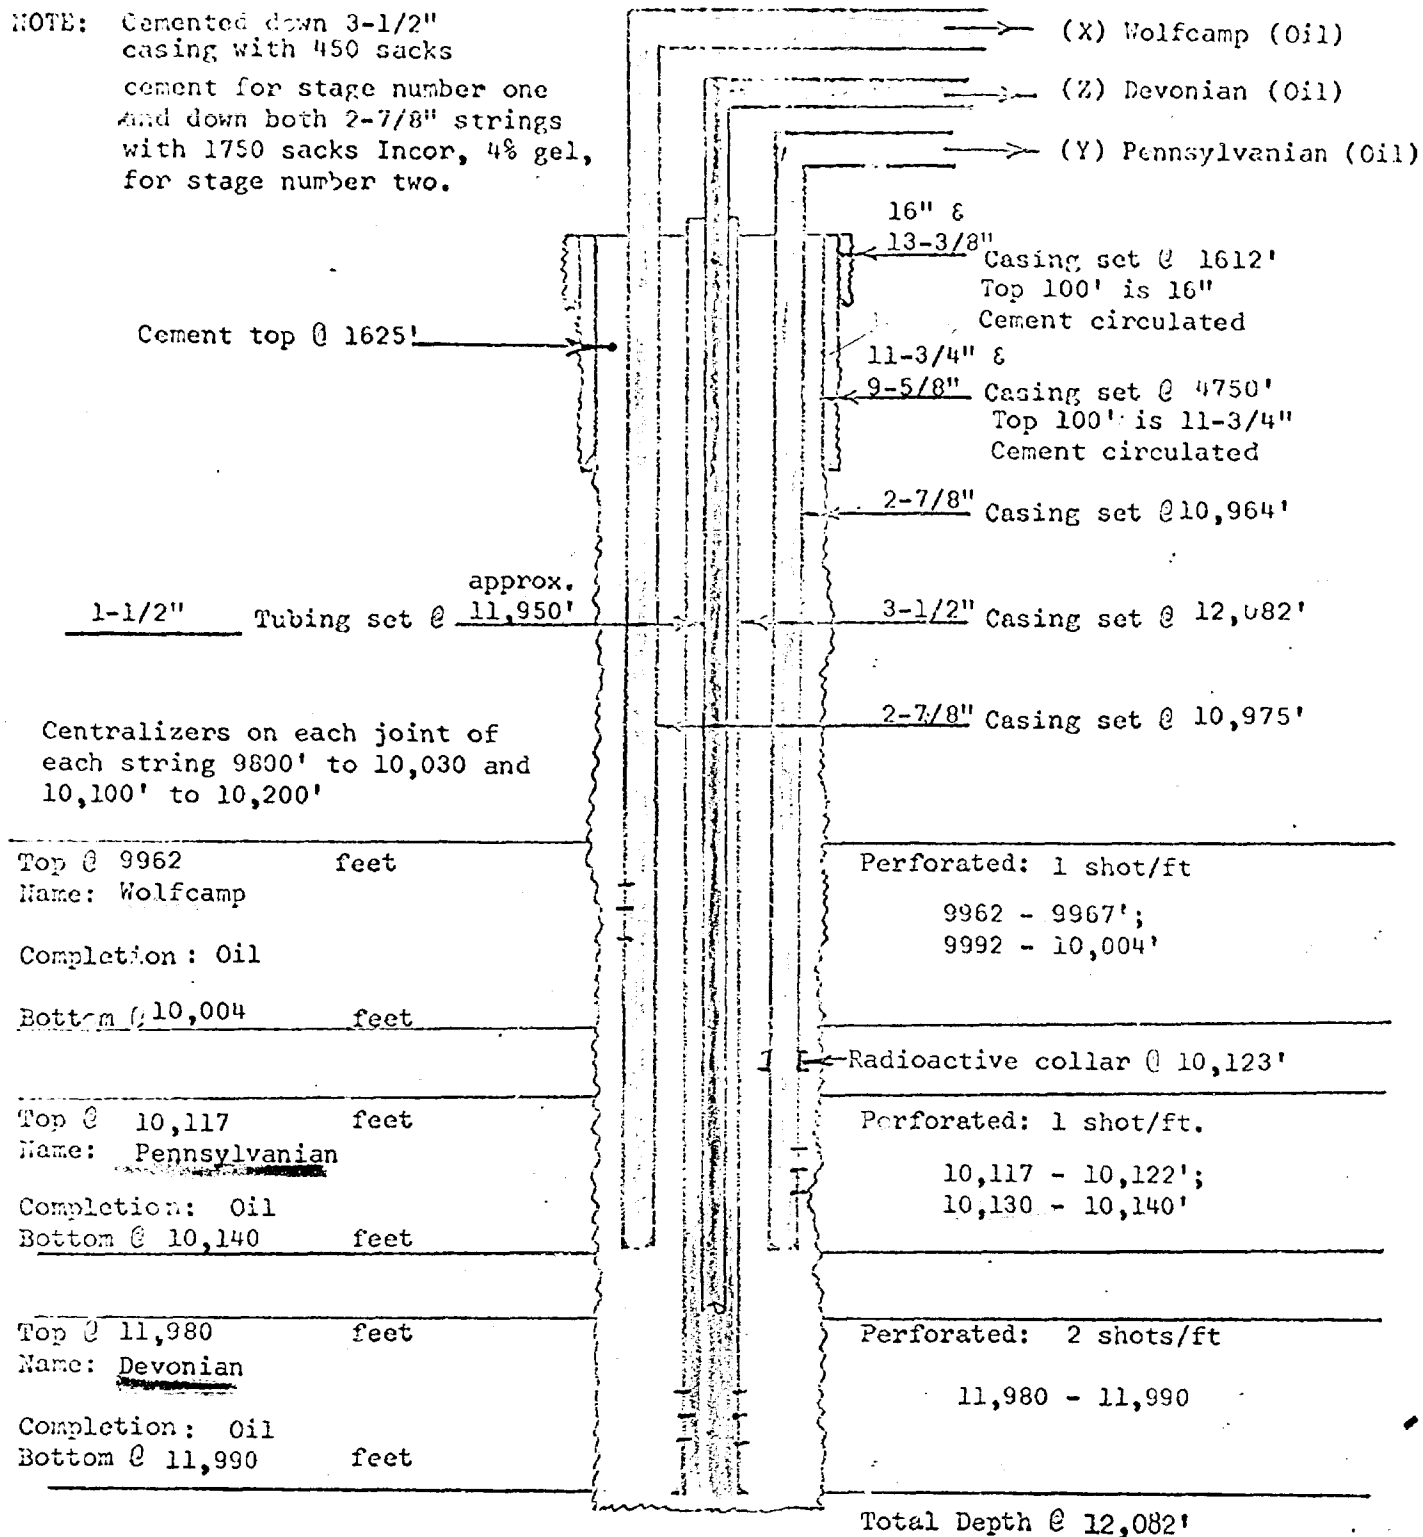 NOTE: Cemented down 3-1/2"
casing with 450 sacks
cement for stage number one
and down both 2-7/8" strings
with 1750 sacks Incor, 4% gel,
for stage number two.
(X) Wolfcamp (Oil)
(Z) Devonian (Oil)
(Y) Pennsylvanian (Oil)
16" &
13-3/8"
Casing set @ 1612'
Top 100' is 16"
Cement circulated
Cement top @ 1625'
11-3/4" &
9-5/8" Casing set @ 4750'
Top 100' is 11-3/4"
Cement circulated
2-7/8" Casing set @10,964'
approx.
1-1/2" Tubing set @ 11,950'
3-1/2" Casing set @ 12,082'
2-7/8" Casing set @ 10,975'
Centralizers on each joint of
each string 9800' to 10,030 and
10,100' to 10,200'
Top @ 9962 feet
Name: Wolfcamp
Completion: Oil
Bottom @ 10,004 feet
Perforated: 1 shot/ft
9962 - 9967';
9992 - 10,004'
Radioactive collar @ 10,123'
Top @ 10,117 feet
Name: Pennsylvanian
Completion: Oil
Bottom @ 10,140 feet
Perforated: 1 shot/ft.
10,117 - 10,122';
10,130 - 10,140'
Top @ 11,980 feet
Name: Devonian
Completion: Oil
Bottom @ 11,990 feet
Perforated: 2 shots/ft
11,980 - 11,990
Total Depth @ 12,082'